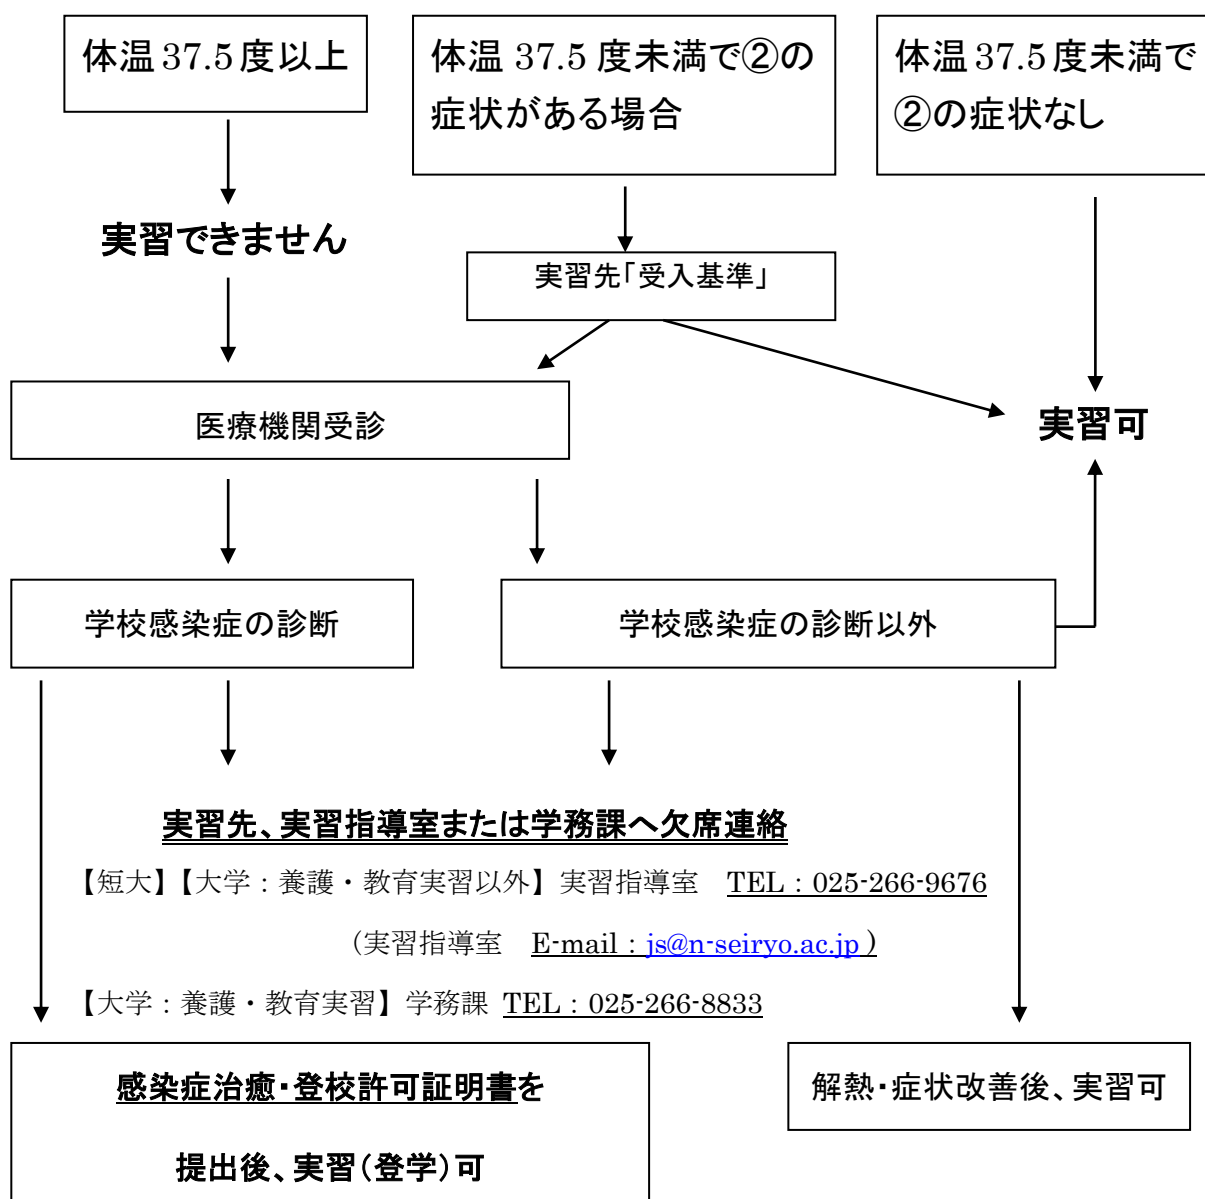 体温37.5度以上
体温 37.5 度未満で②の
症状がある場合
体温37.5度未満で
②の症状なし
実習できません
実習先「受入基準」
医療機関受診
実習可
学校感染症の診断
学校感染症の診断以外
実習先、実習指導室または学務課へ欠席連絡
【短大】【大学：養護・教育実習以外】実習指導室 TEL：025-266-9676
（実習指導室 E-mail：js@n-seiryo.ac.jp )
【大学：養護・教育実習】学務課 TEL：025-266-8833
感染症治癒・登校許可証明書を
提出後、実習（登学）可
解熱・症状改善後、実習可